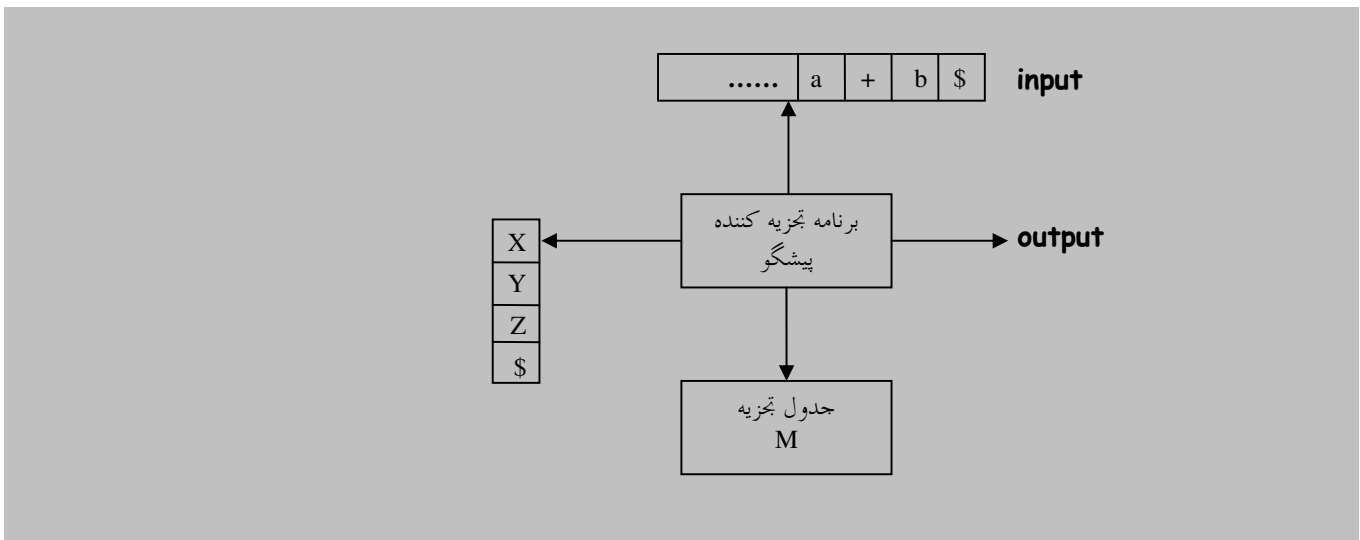 ...... a + b $ input
برنامه تجزیه کننده
پیشگو
output
X
Y
Z
$
جدول تجزیه
M